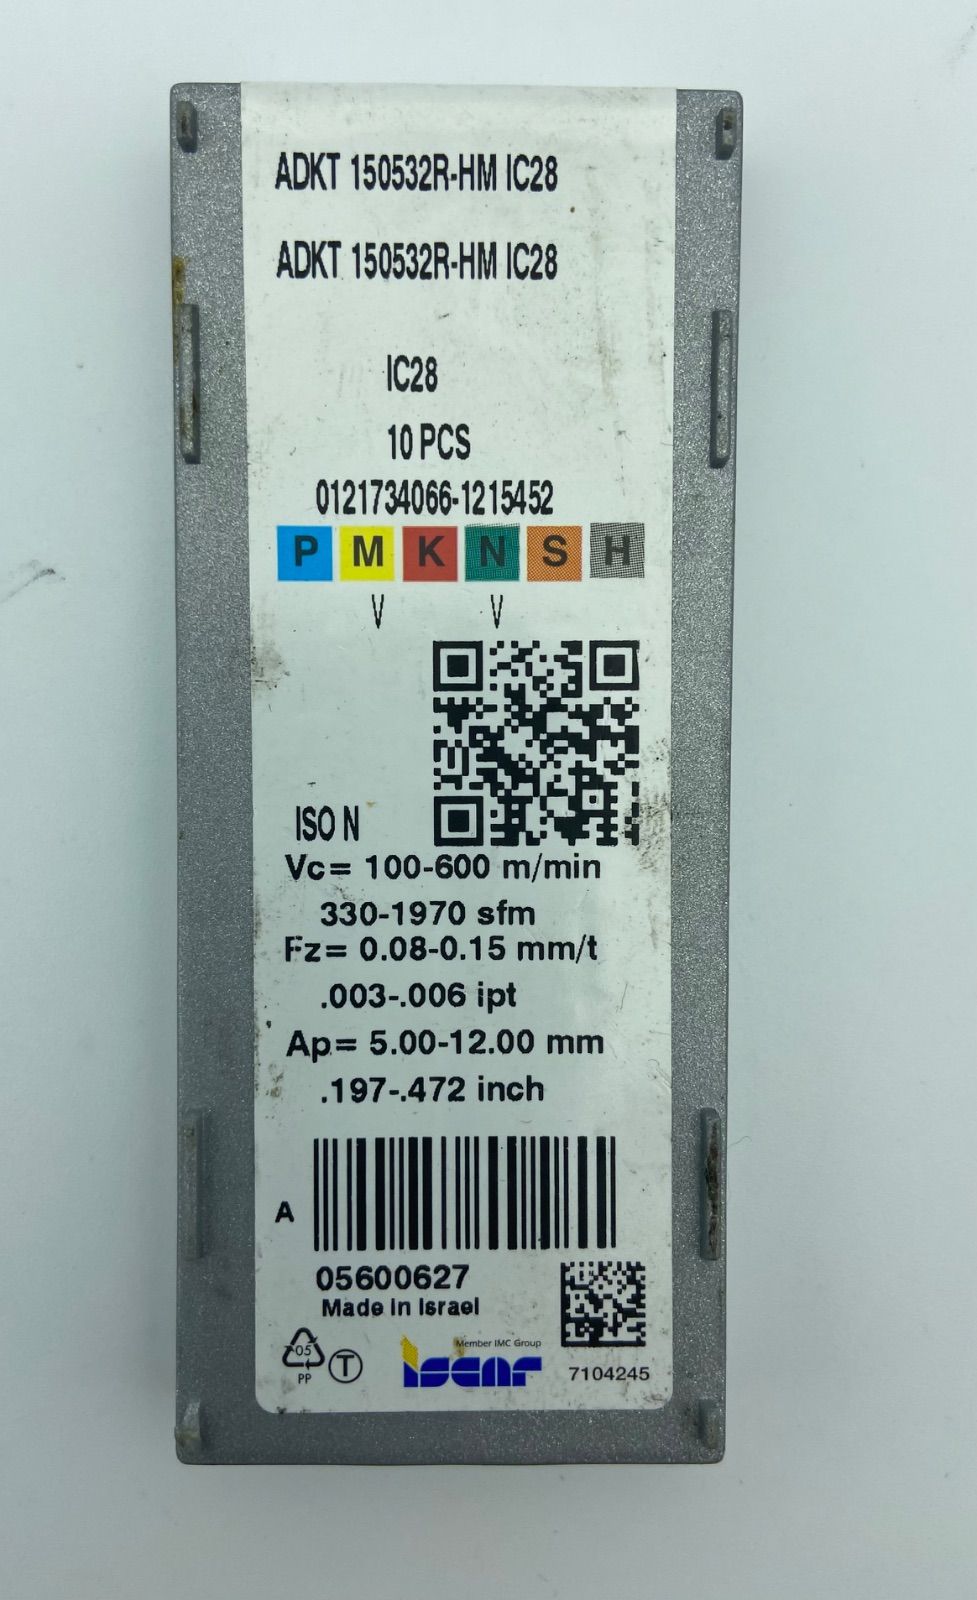 ADKT 150532R-HM IC28
ADKT 150532R-HM IC28
IC28
10 PCS
0121734066-1215452
P M K N S H
V V
ISO N
Vc= 100-600 m/min
330-1970 sfm
Fz= 0.08-0.15 mm/t
.003-.006 ipt
Ap= 5.00-12.00 mm
.197-.472 inch
A
05600627
Made in Israel
05
PP
T
Member IMC Group
iscar
7104245